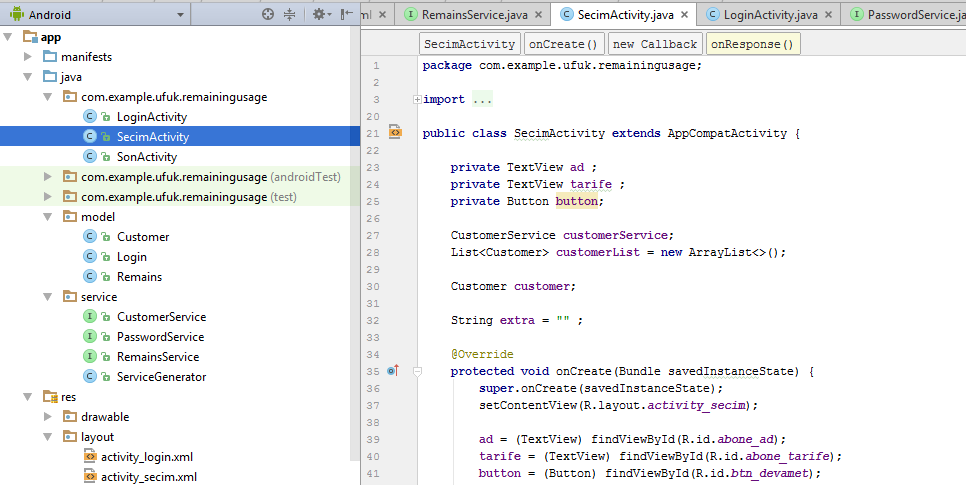 Android
app
manifests
java
com.example.ufuk.remainingusage
LoginActivity
SecimActivity
SonActivity
com.example.ufuk.remainingusage (androidTest)
com.example.ufuk.remainingusage (test)
model
Customer
Login
Remains
service
CustomerService
PasswordService
RemainsService
ServiceGenerator
res
drawable
layout
activity_login.xml
activity_secim.xml
ml RemainsService.java SecimActivity.java LoginActivity.java PasswordService.ja
SecimActivity onCreate() new Callback onResponse()
1 package com.example.ufuk.remainingusage;
2
3 import ...
20
21 public class SecimActivity extends AppCompatActivity {
22
23 private TextView ad ;
24 private TextView tarife ;
25 private Button button;
26
27 CustomerService customerService;
28 List<Customer> customerList = new ArrayList<>();
29
30 Customer customer;
31
32 String extra = "" ;
33
34 @Override
35 protected void onCreate(Bundle savedInstanceState) {
36 super.onCreate(savedInstanceState);
37 setContentView(R.layout.activity_secim);
38
39 ad = (TextView) findViewById(R.id.abone_ad);
40 tarife = (TextView) findViewById(R.id.abone_tarife);
41 button = (Button) findViewById(R.id.btn_devamet);